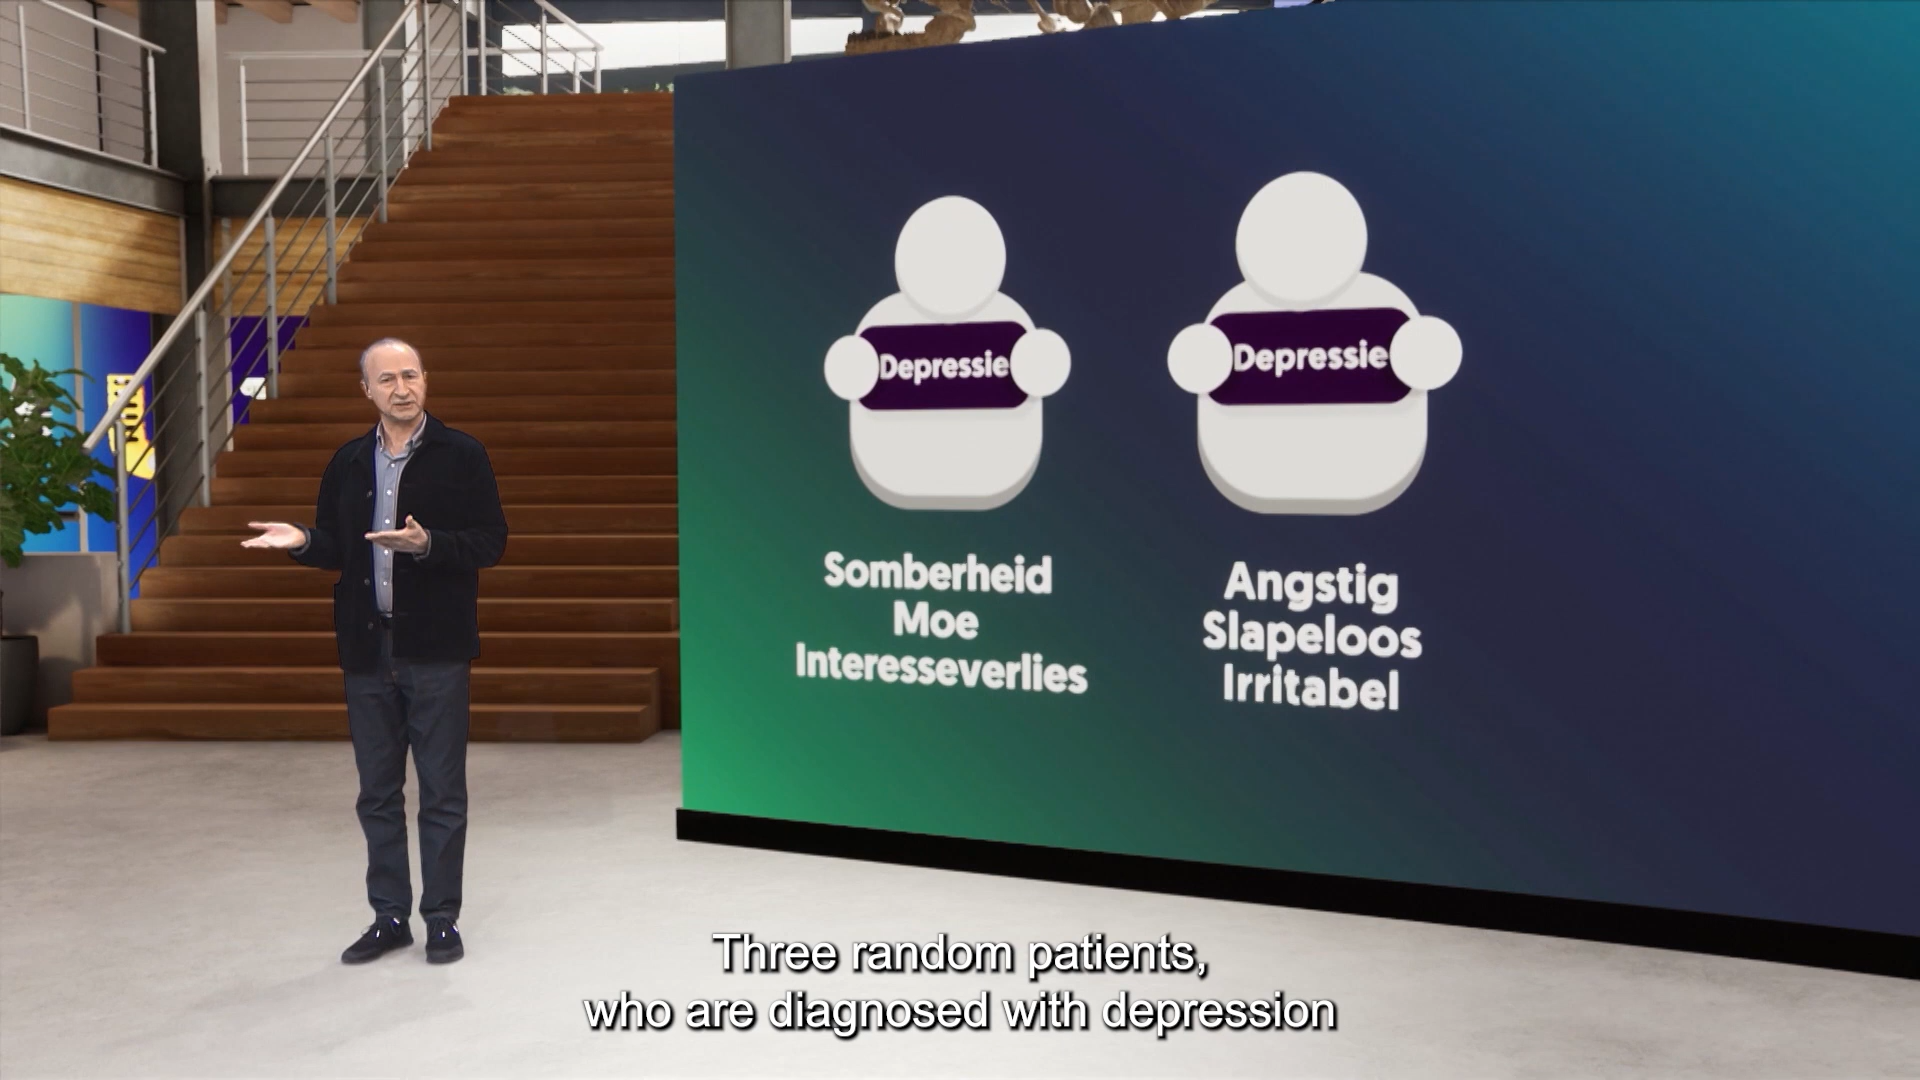 Depressie
Depressie
Somberheid
Moe
Interesseverlies
Angstig
Slapeloos
Irritabel
Three random patients,
who are diagnosed with depression